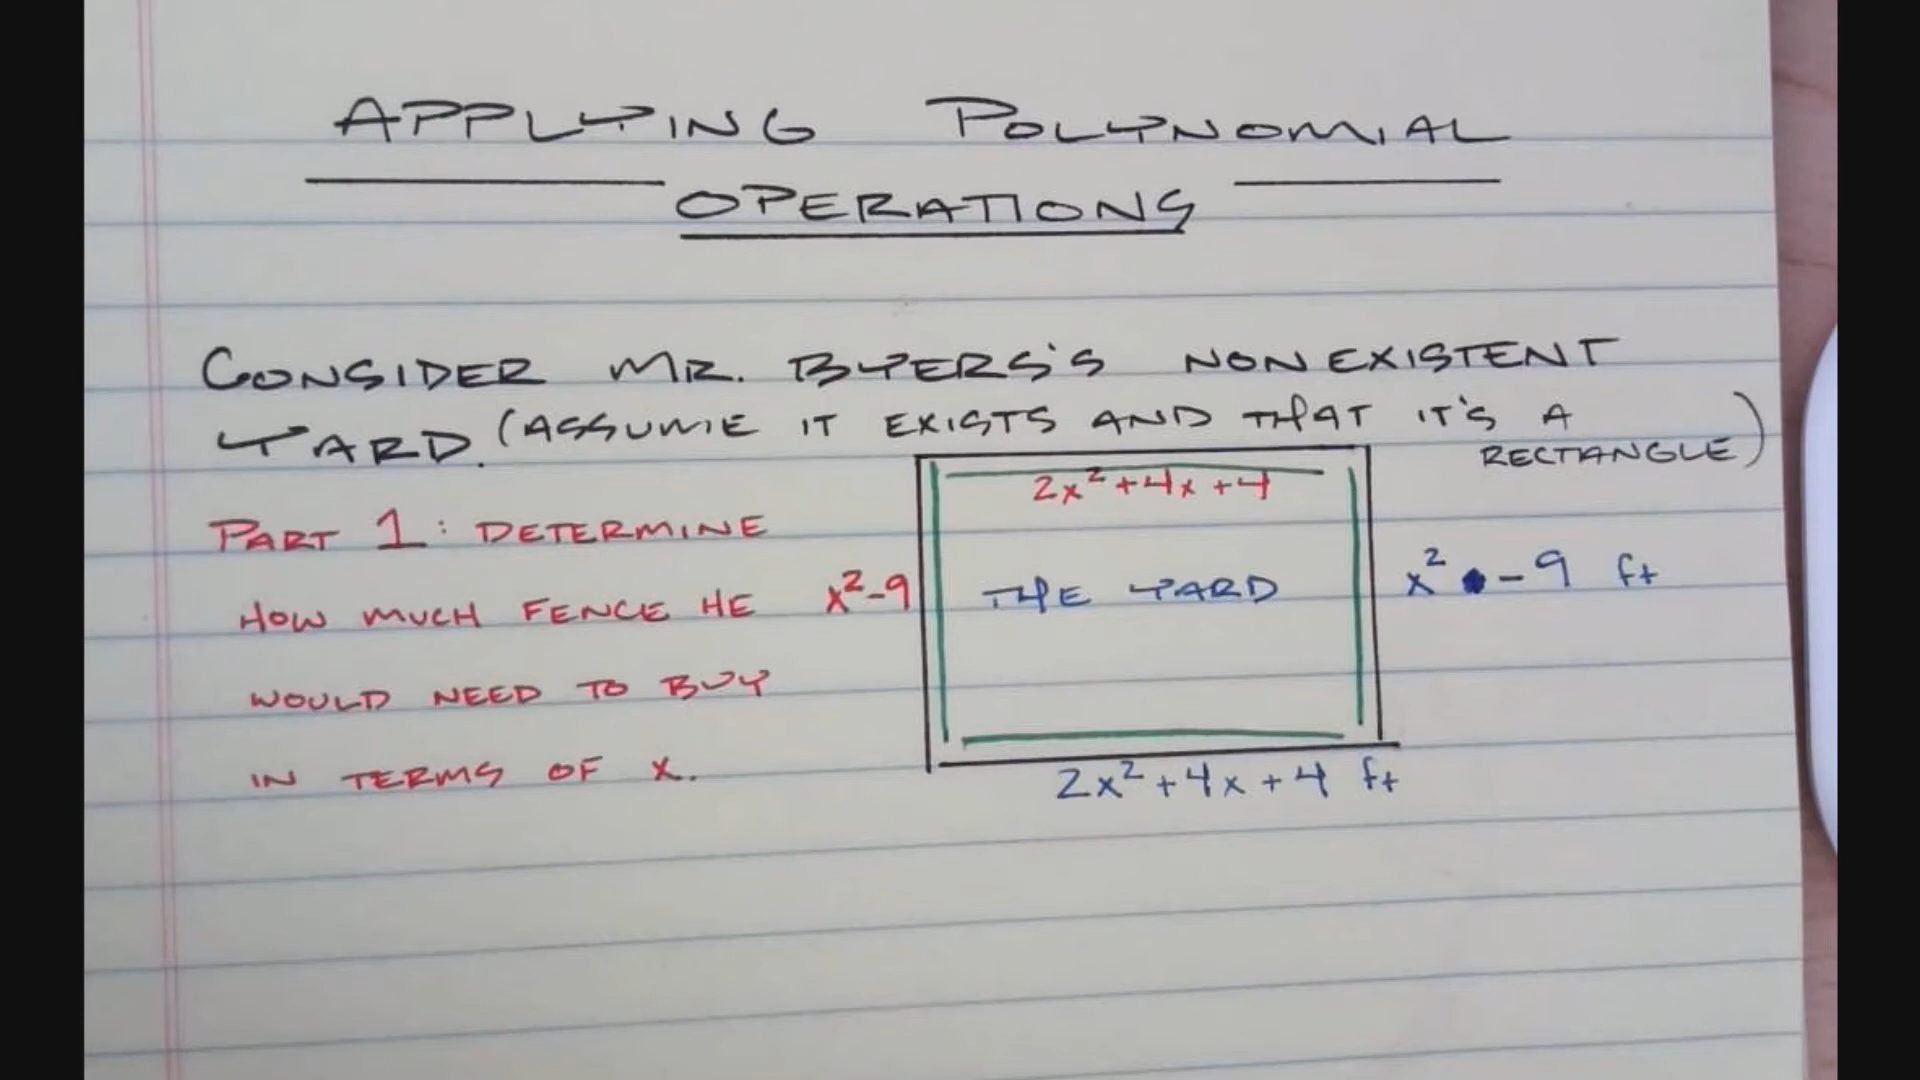 APPLYING POLYNOMIAL
OPERATIONS
CONSIDER MR. BYERS'S NONEXISTENT
YARD. (ASSUME IT EXISTS AND THAT IT'S A
RECTANGLE)
2x²+4x+4
PART 1: DETERMINE
HOW MUCH FENCE HE
WOULD NEED TO BUY
IN TERMS OF X.
x²-9
THE YARD
x² - 9 ft
2x²+4x+4 ft